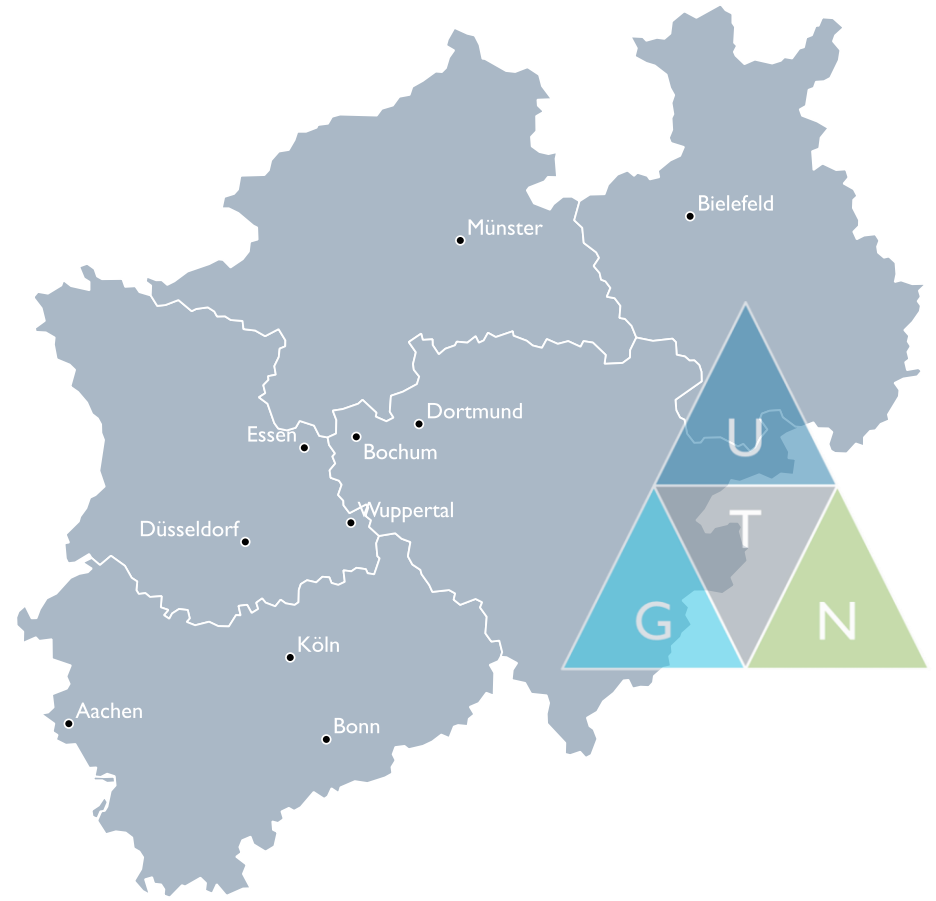 Bielefeld
Münster
Dortmund
Essen
Bochum
Wuppertal
Düsseldorf
Köln
Aachen
Bonn
U
T
G N